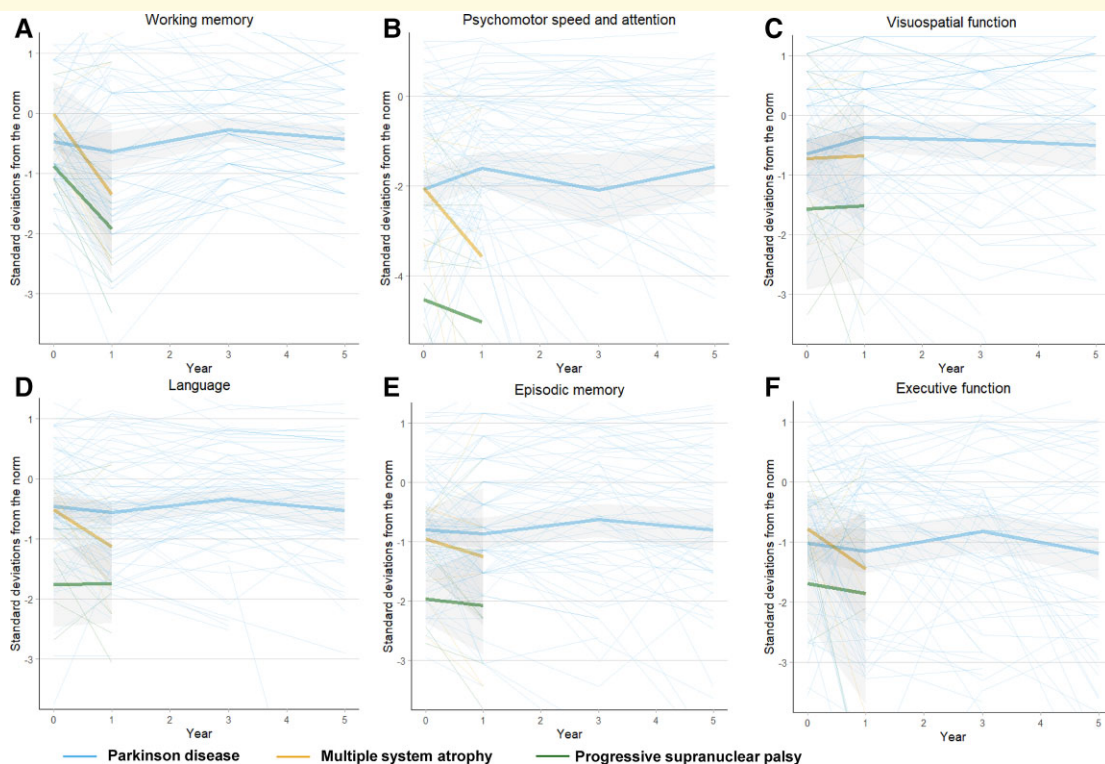 A
Working memory
Standard deviations from the norm
1
0
-1
-2
-3
0 1 2 3 4 5
Year
B
Psychomotor speed and attention
Standard deviations from the norm
0
-2
-4
0 1 2 3 4 5
Year
C
Visuospatial function
Standard deviations from the norm
1
0
-1
-2
-3
0 1 2 3 4 5
Year
D
Language
Standard deviations from the norm
1
0
-1
-2
-3
0 1 2 3 4 5
Year
E
Episodic memory
Standard deviations from the norm
1
0
-1
-2
-3
0 1 2 3 4 5
Year
F
Executive function
Standard deviations from the norm
1
0
-1
-2
-3
0 1 2 3 4 5
Year
Parkinson disease
Multiple system atrophy
Progressive supranuclear palsy